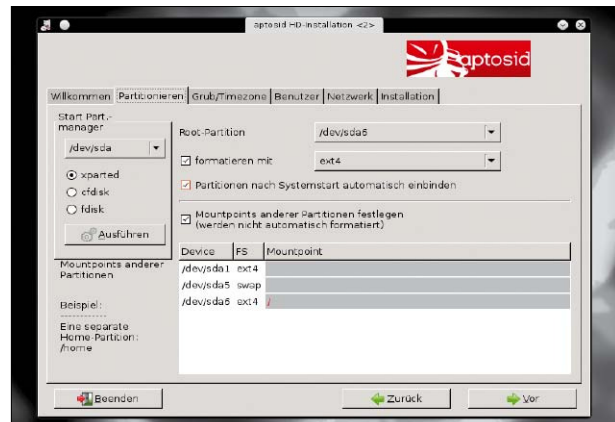 aptosid HD-Installation <2>
aptosid
Willkommen Partitionieren Grub/Timezone Benutzer Netzwerk Installation
Start Part.-
manager
/dev/sda
xparted
cfdisk
fdisk
Ausführen
Mountpoints anderer
Partitionen
Beispiel:
------------
Eine separate
Home-Partition:
/home
Root-Partition /dev/sda6
formatieren mit ext4
Partitionen nach Systemstart automatisch einbinden
Mountpoints anderer Partitionen festlegen
(werden nicht automatisch formatiert)
Device FS Mountpoint
/dev/sda1 ext4
/dev/sda5 swap
/dev/sda6 ext4 /
Beenden Zurück Vor